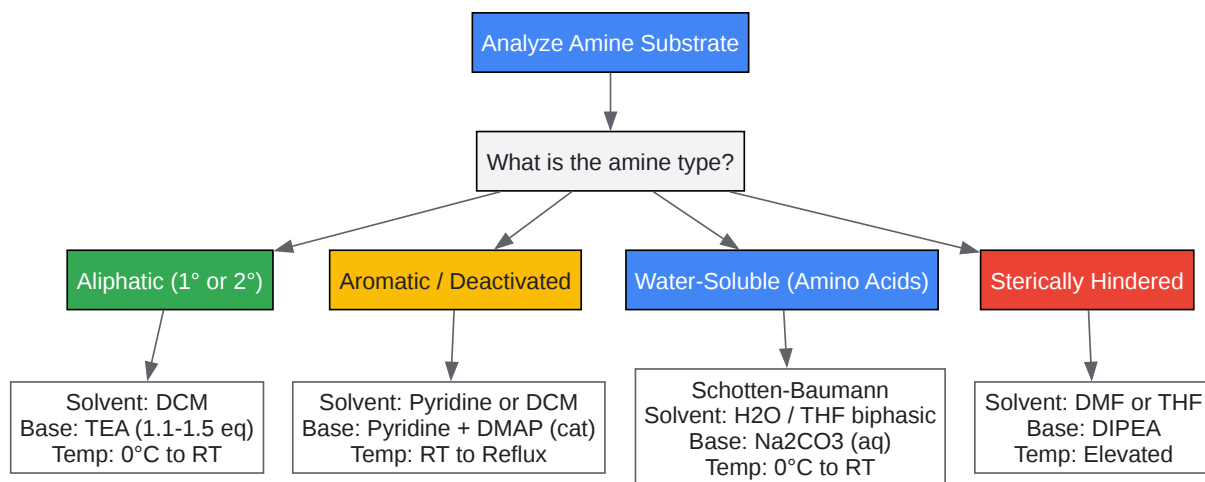 Analyze Amine Substrate
What is the amine type?
Aliphatic (1° or 2°)
Aromatic / Deactivated
Water-Soluble (Amino Acids)
Sterically Hindered
Solvent: DCM
Base: TEA (1.1-1.5 eq)
Temp: 0°C to RT
Solvent: Pyridine or DCM
Base: Pyridine + DMAP (cat)
Temp: RT to Reflux
Schotten-Baumann
Solvent: H2O / THF biphasic
Base: Na2CO3 (aq)
Temp: 0°C to RT
Solvent: DMF or THF
Base: DIPEA
Temp: Elevated